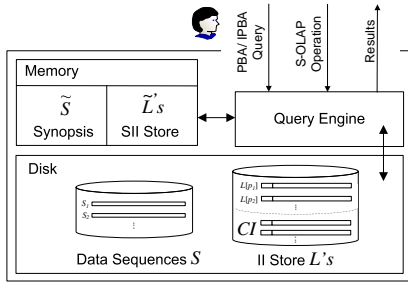 PBA/ IPBA
Query
S-OLAP
Operation
Results
Memory
S̃
Synopsis
L̃'s
SII Store
Query Engine
Disk
S₁
S₂
⋮
Data Sequences S
L[p₁]
L[p₂]
⋮
CI
⋮
II Store L's